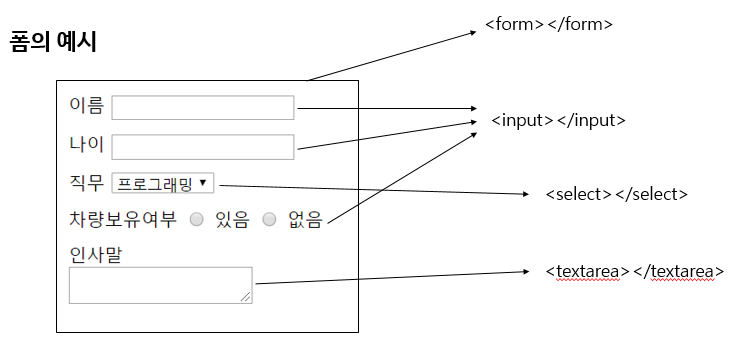 <form></form>
폼의 예시
이름
<input></input>
나이
직무 프로그래밍
<select></select>
차량보유여부 있음 없음
인사말
<textarea></textarea>